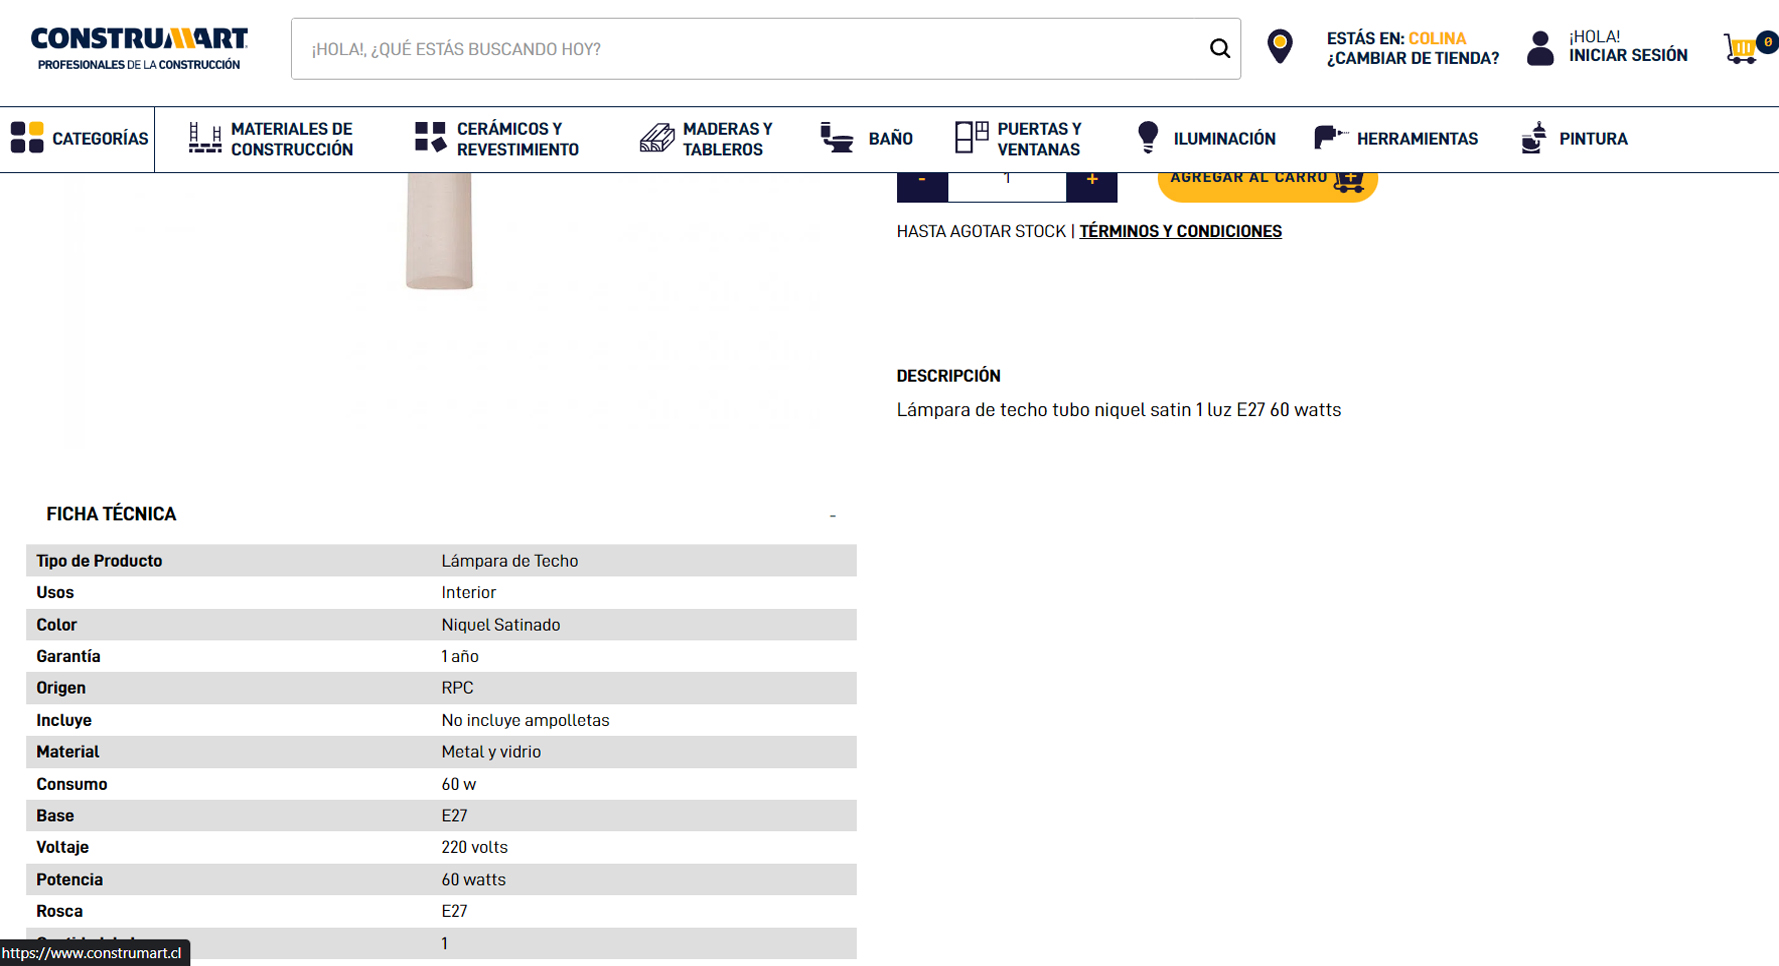 CONSTRUMART
PROFESIONALES DE LA CONSTRUCCIÓN
¡HOLA!, ¿QUÉ ESTÁS BUSCANDO HOY?
ESTÁS EN: COLINA
¿CAMBIAR DE TIENDA?
¡HOLA!
INICIAR SESIÓN
0
CATEGORÍAS
MATERIALES DE
CONSTRUCCIÓN
CERÁMICOS Y
REVESTIMIENTO
MADERAS Y
TABLEROS
BAÑO
PUERTAS Y
VENTANAS
ILUMINACIÓN
HERRAMIENTAS
PINTURA
- 1 +
AGREGAR AL CARRO
HASTA AGOTAR STOCK | TÉRMINOS Y CONDICIONES
DESCRIPCIÓN
Lámpara de techo tubo niquel satin 1 luz E27 60 watts
FICHA TÉCNICA -
Tipo de Producto Lámpara de Techo
Usos Interior
Color Niquel Satinado
Garantía 1 año
Origen RPC
Incluye No incluye ampolletas
Material Metal y vidrio
Consumo 60 w
Base E27
Voltaje 220 volts
Potencia 60 watts
Rosca E27
1
https://www.construmart.cl